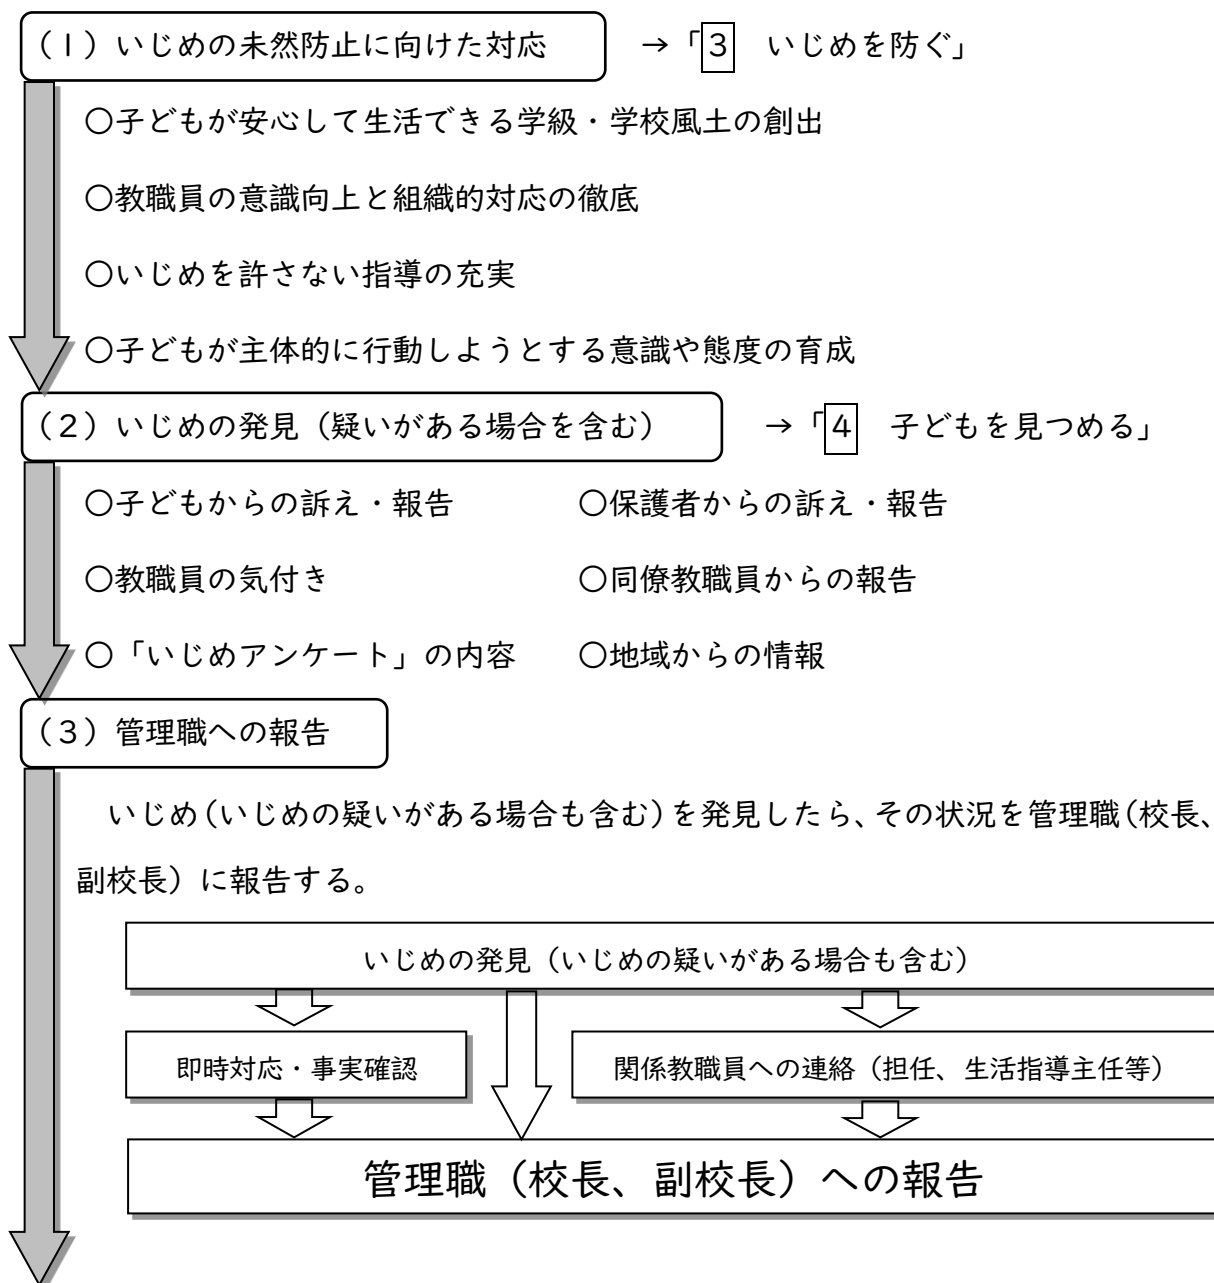 （１）いじめの未然防止に向けた対応　→「3　いじめを防ぐ」
○子どもが安心して生活できる学級・学校風土の創出
○教職員の意識向上と組織的対応の徹底
○いじめを許さない指導の充実
○子どもが主体的に行動しようとする意識や態度の育成
（２）いじめの発見（疑いがある場合を含む）　→「4　子どもを見つめる」
○子どもからの訴え・報告　○保護者からの訴え・報告
○教職員の気付き　○同僚教職員からの報告
○「いじめアンケート」の内容　○地域からの情報
（３）管理職への報告
いじめ（いじめの疑いがある場合も含む）を発見したら、その状況を管理職（校長、
副校長）に報告する。
いじめの発見（いじめの疑いがある場合も含む）
即時対応・事実確認　関係教職員への連絡（担任、生活指導主任等）
管理職（校長、副校長）への報告